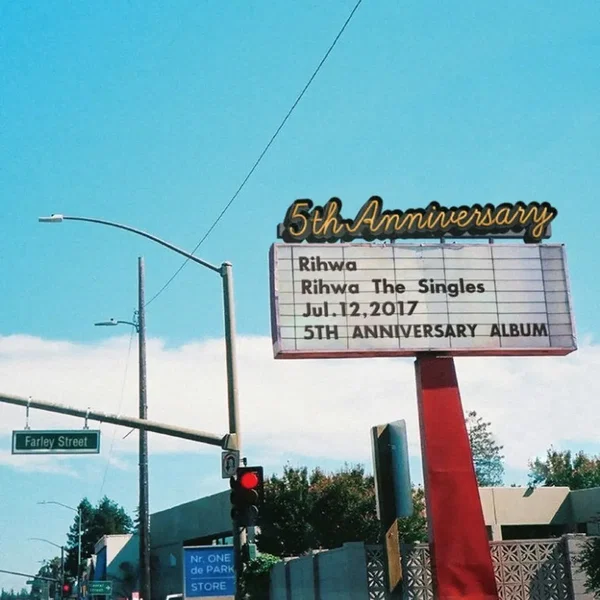 5th Anniversary
Rihwa
Rihwa The Singles
Jul.12,2017
5TH ANNIVERSARY ALBUM
Farley Street
Nr. ONE
de PARK
STORE